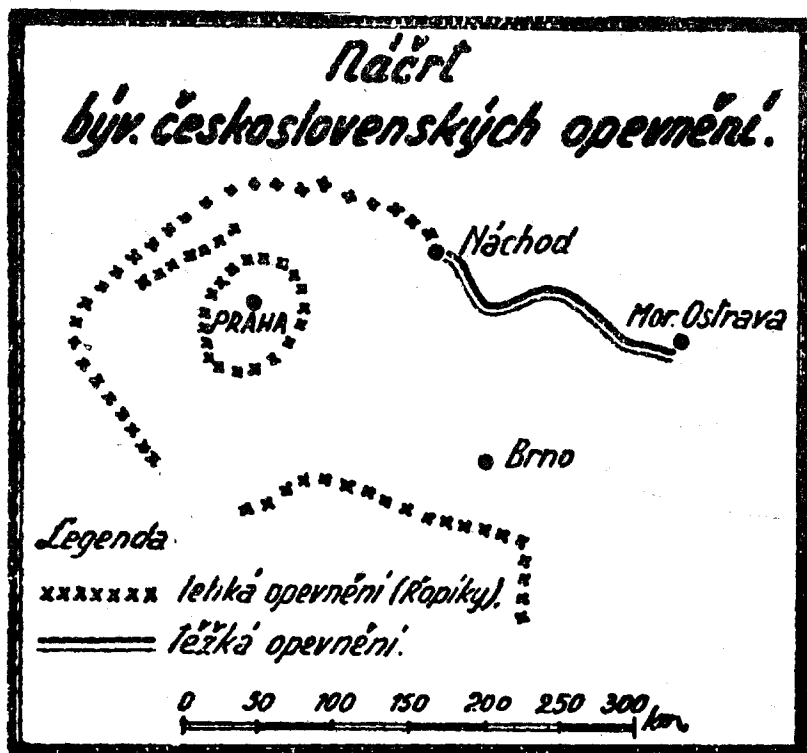 Náčrt
býv. československých opevnění.
Náchod
PRAHA
Mor. Ostrava
Brno
Legenda
xxxxxxx lehká opevnění (Řopíky).
Těžká opevnění.
0 50 100 150 200 250 300 km